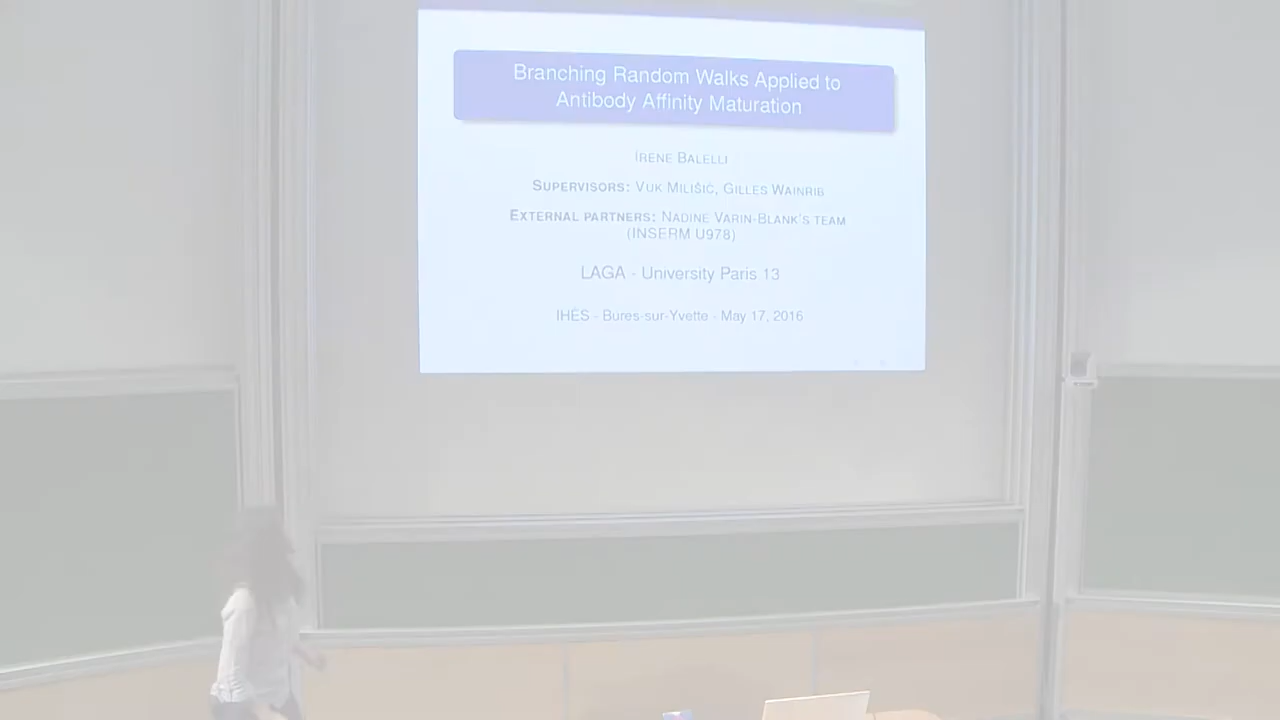 Branching Random Walks Applied to
Antibody Affinity Maturation
IRENE BALELLI
SUPERVISORS: VUK MILIŠIĆ, GILLES WAINRIB
EXTERNAL PARTNERS: NADINE VARIN-BLANK'S TEAM
(INSERM U978)
LAGA - University Paris 13
IHÉS - Bures-sur-Yvette - May 17, 2016